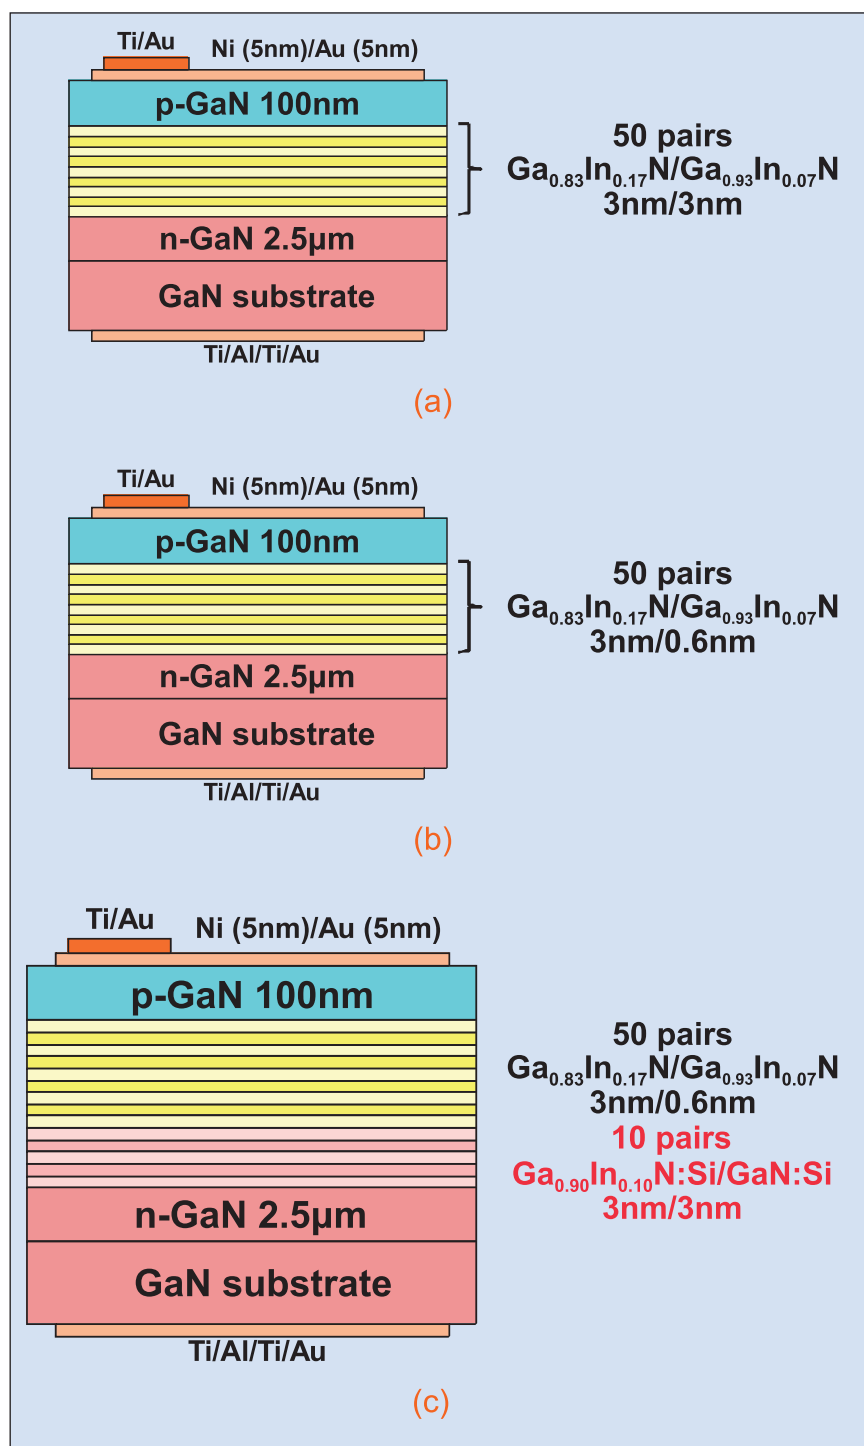 Ti/Au
Ni (5nm)/Au (5nm)
p-GaN 100nm
50 pairs
Ga0.83In0.17N/Ga0.93In0.07N
3nm/3nm
n-GaN 2.5µm
GaN substrate
Ti/Al/Ti/Au
(a)
Ti/Au
Ni (5nm)/Au (5nm)
p-GaN 100nm
50 pairs
Ga0.83In0.17N/Ga0.93In0.07N
3nm/0.6nm
n-GaN 2.5µm
GaN substrate
Ti/Al/Ti/Au
(b)
Ti/Au
Ni (5nm)/Au (5nm)
p-GaN 100nm
50 pairs
Ga0.83In0.17N/Ga0.93In0.07N
3nm/0.6nm
10 pairs
Ga0.90In0.10N:Si/GaN:Si
3nm/3nm
n-GaN 2.5µm
GaN substrate
Ti/Al/Ti/Au
(c)